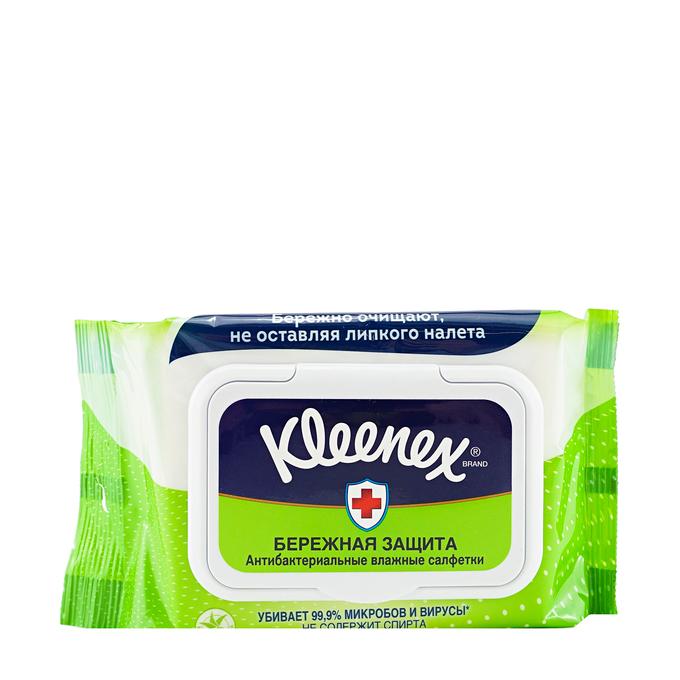 Бережно очищают,
не оставляя липкого налета
Kleenex®
BRAND
БЕРЕЖНАЯ ЗАЩИТА
Антибактериальные влажные салфетки
УБИВАЕТ 99,9% МИКРОБОВ И ВИРУСЫ*
НЕ СОДЕРЖИТ СПИРТА